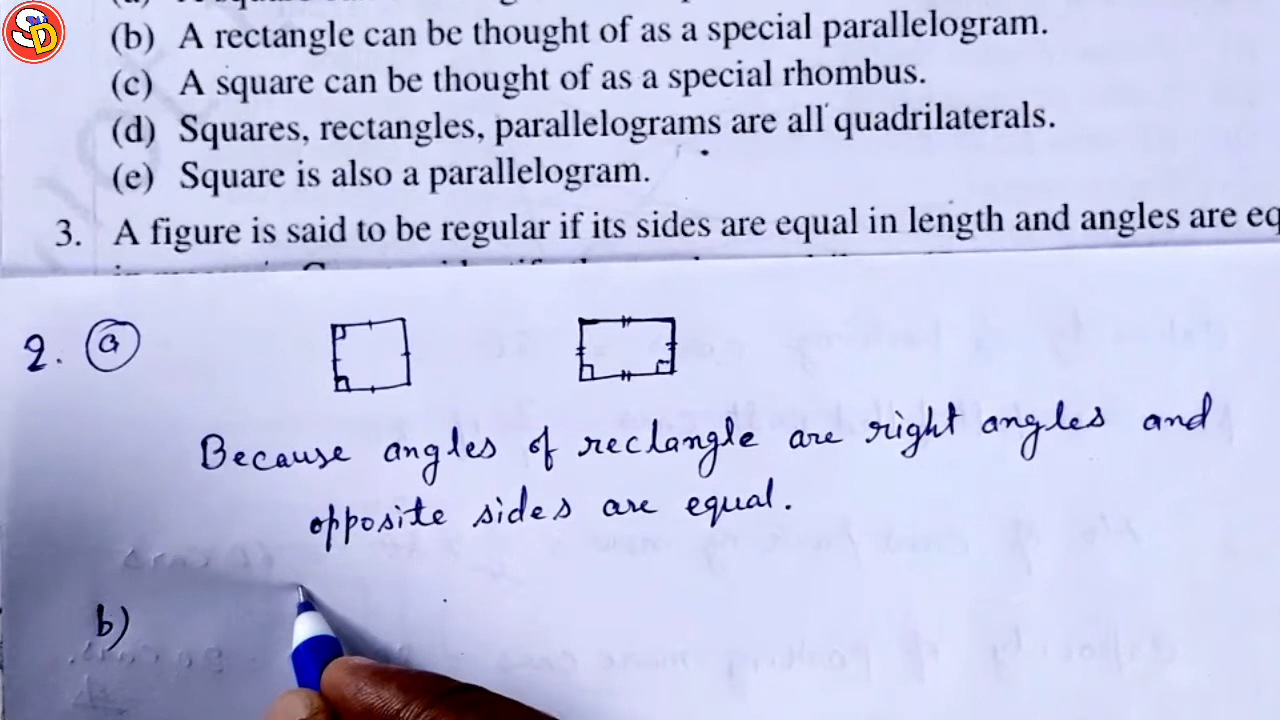 SD
(b) A rectangle can be thought of as a special parallelogram.
(c) A square can be thought of as a special rhombus.
(d) Squares, rectangles, parallelograms are all quadrilaterals.
(e) Square is also a parallelogram.
3. A figure is said to be regular if its sides are equal in length and angles are eq
2. a
Because angles of rectangle are right angles and
opposite sides are equal.
b)